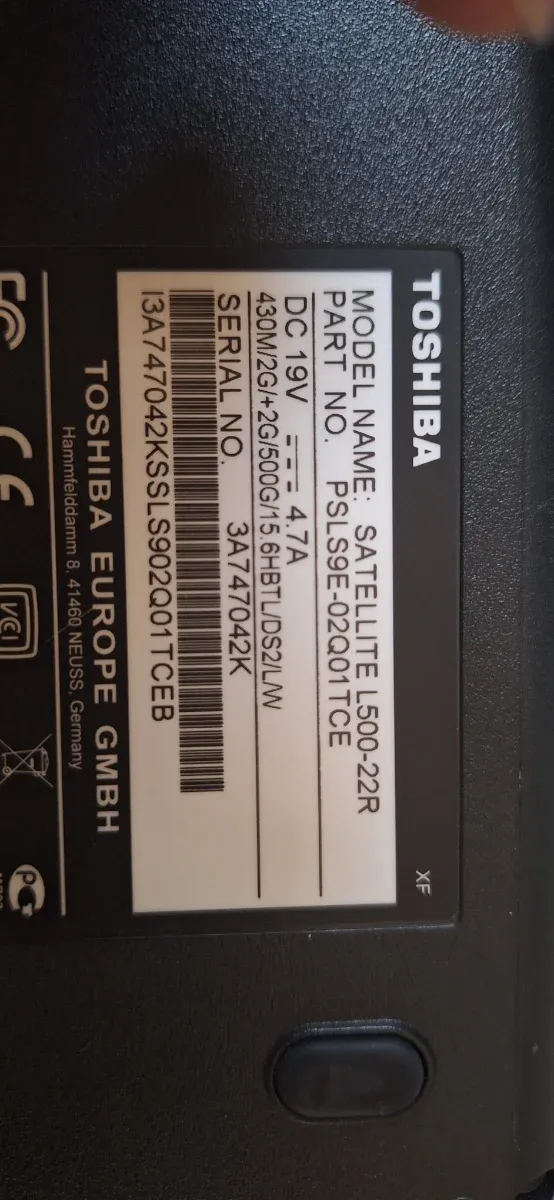 TOSHIBA
XF
MODEL NAME: SATELLITE L500-22R
PART NO. PSLS9E-02Q01TCE
DC 19V 4.7A
430M/2G/+2G/500G/15.6HBTL/DS2/L/W
SERIAL NO. 3A747042K
I3A747042KSSLS902Q01TCEB
TOSHIBA EUROPE GMBH
Hammfelddamm 8, 41460 NEUSS, Germany
VCI